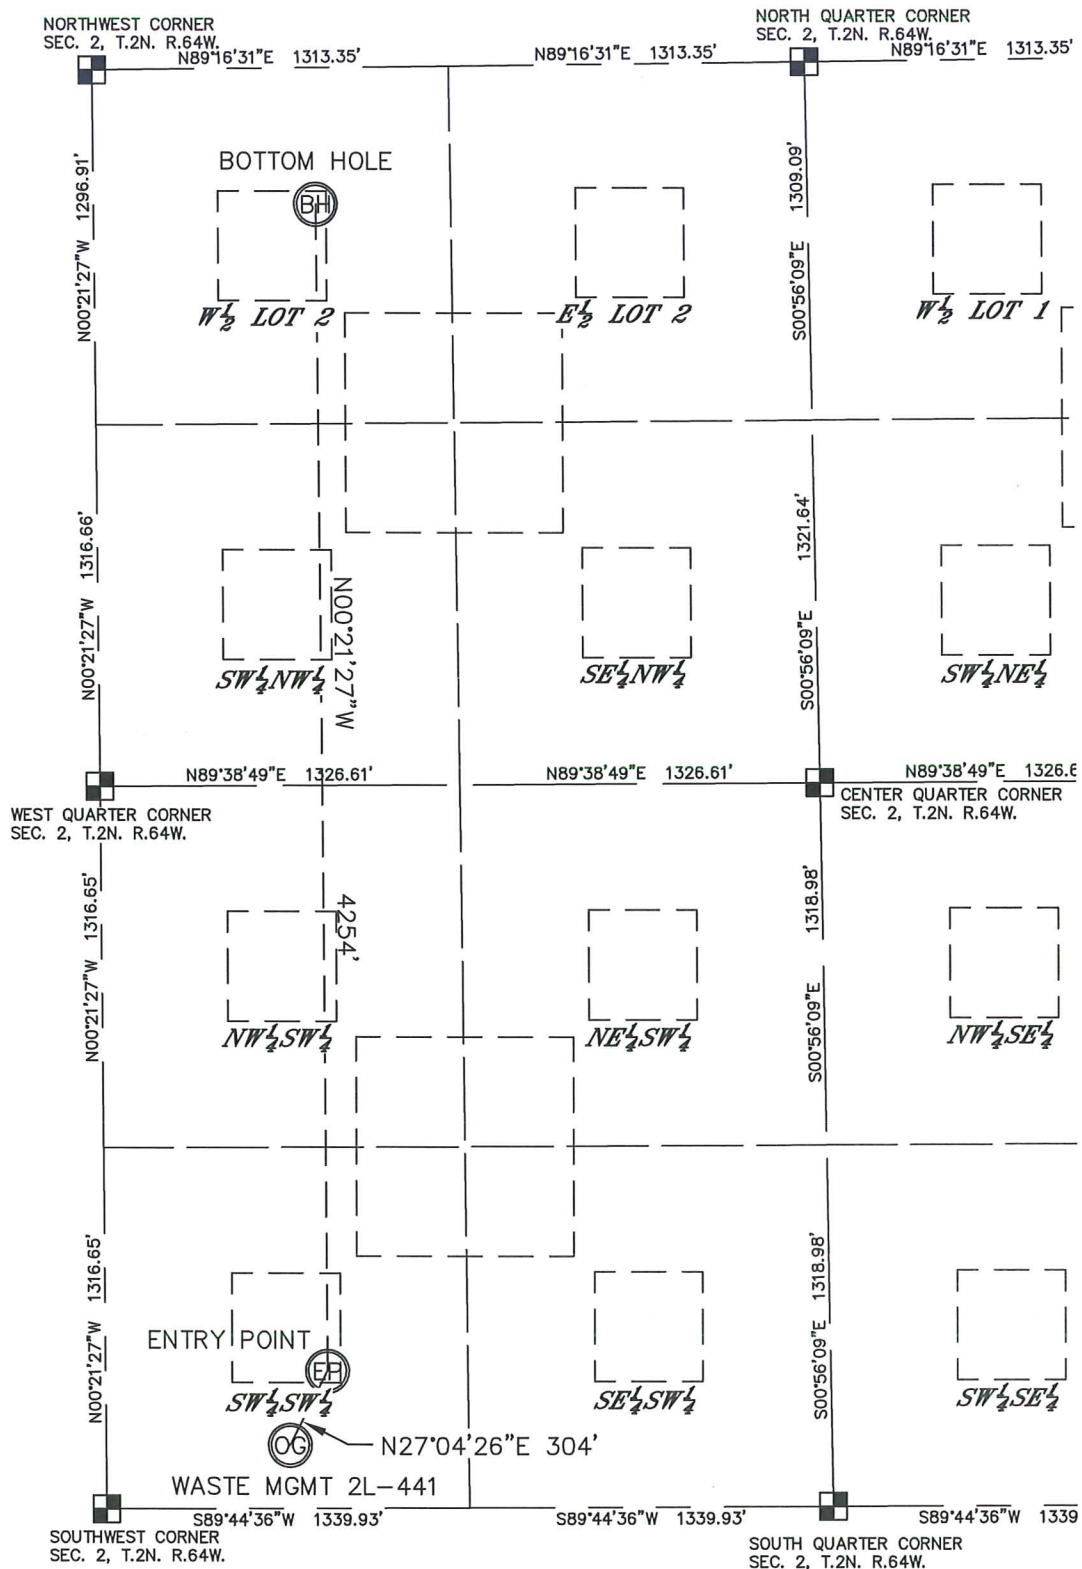 NORTHWEST CORNER
SEC. 2, T.2N. R.64W.
NORTH QUARTER CORNER
SEC. 2, T.2N. R.64W.
N89°16'31"E 1313.35'
N89°16'31"E 1313.35'
N00°21'27"W 1296.91'
BOTTOM HOLE
BH
S00°56'09"E 1309.09'
W½ LOT 2
E½ LOT 2
W½ LOT 1
N00°21'27"W 1316.66'
N00°21'27"W
S00°56'09"E 1321.64'
SW¼NW¼
SE¼NW¼
SW¼NE¼
N89°38'49"E 1326.61'
N89°38'49"E 1326.61'
N89°38'49"E 1326.6
WEST QUARTER CORNER
SEC. 2, T.2N. R.64W.
CENTER QUARTER CORNER
SEC. 2, T.2N. R.64W.
N00°21'27"W 1316.65'
4254'
S00°56'09"E 1318.98'
NW¼SW¼
NE¼SW¼
NW¼SE¼
N00°21'27"W 1316.65'
S00°56'09"E 1318.98'
ENTRY POINT
EP
SW¼SW¼
SE¼SW¼
SW¼SE¼
OG
N27°04'26"E 304'
WASTE MGMT 2L-441
S89°44'36"W 1339.93'
S89°44'36"W 1339.93'
S89°44'36"W 1339
SOUTHWEST CORNER
SEC. 2, T.2N. R.64W.
SOUTH QUARTER CORNER
SEC. 2, T.2N. R.64W.